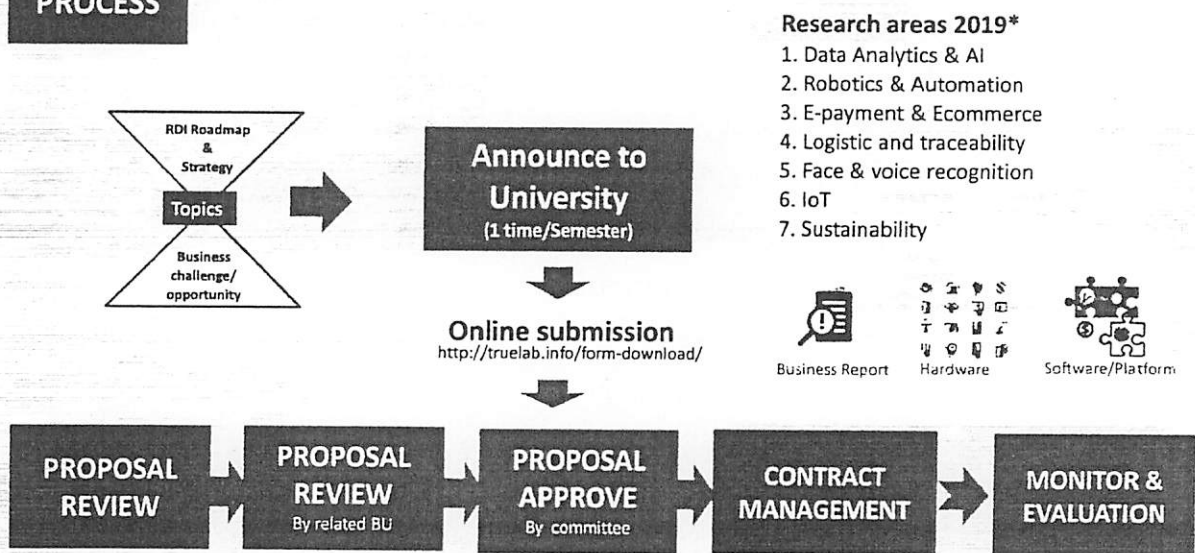 PROCESS
Research areas 2019*
1. Data Analytics & AI
2. Robotics & Automation
3. E-payment & Ecommerce
4. Logistic and traceability
5. Face & voice recognition
6. IoT
7. Sustainability
RDI Roadmap
&
Strategy
Topics
Business
challenge/
opportunity
Announce to
University
(1 time/Semester)
Online submission
http://truelab.info/form-download/
Business Report
Hardware
Software/Platform
PROPOSAL
REVIEW
PROPOSAL
REVIEW
By related BU
PROPOSAL
APPROVE
By committee
CONTRACT
MANAGEMENT
MONITOR &
EVALUATION